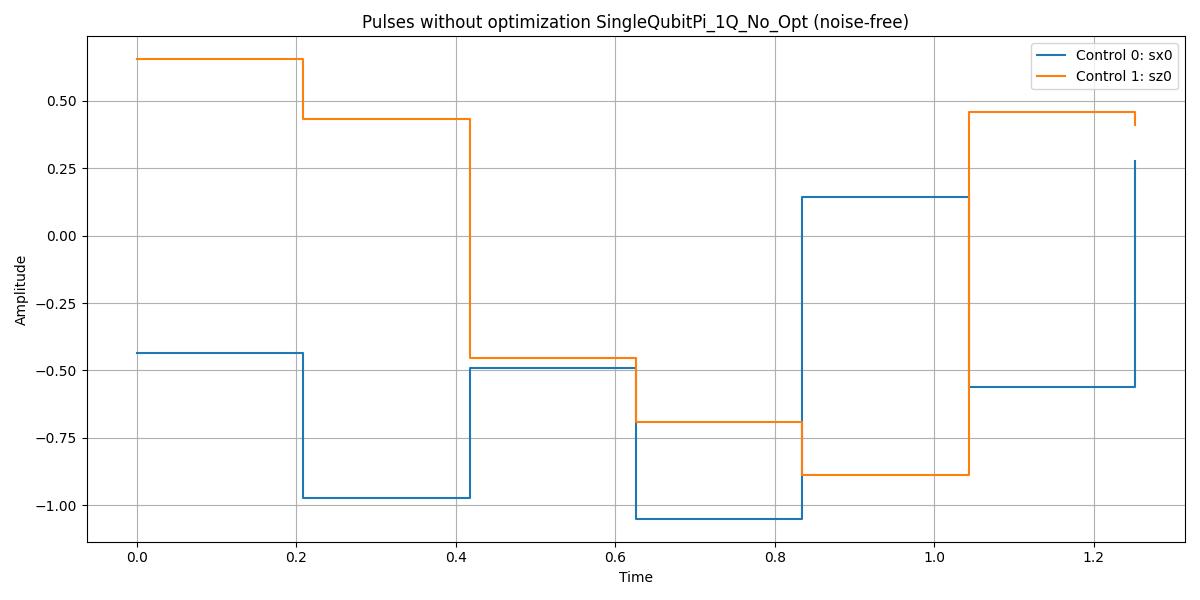 Pulses without optimization SingleQubitPi_1Q_No_Opt (noise-free)
Control 0: sx0
Control 1: sz0
Amplitude
0.50
0.25
0.00
−0.25
−0.50
−0.75
−1.00
0.0 0.2 0.4 0.6 0.8 1.0 1.2
Time